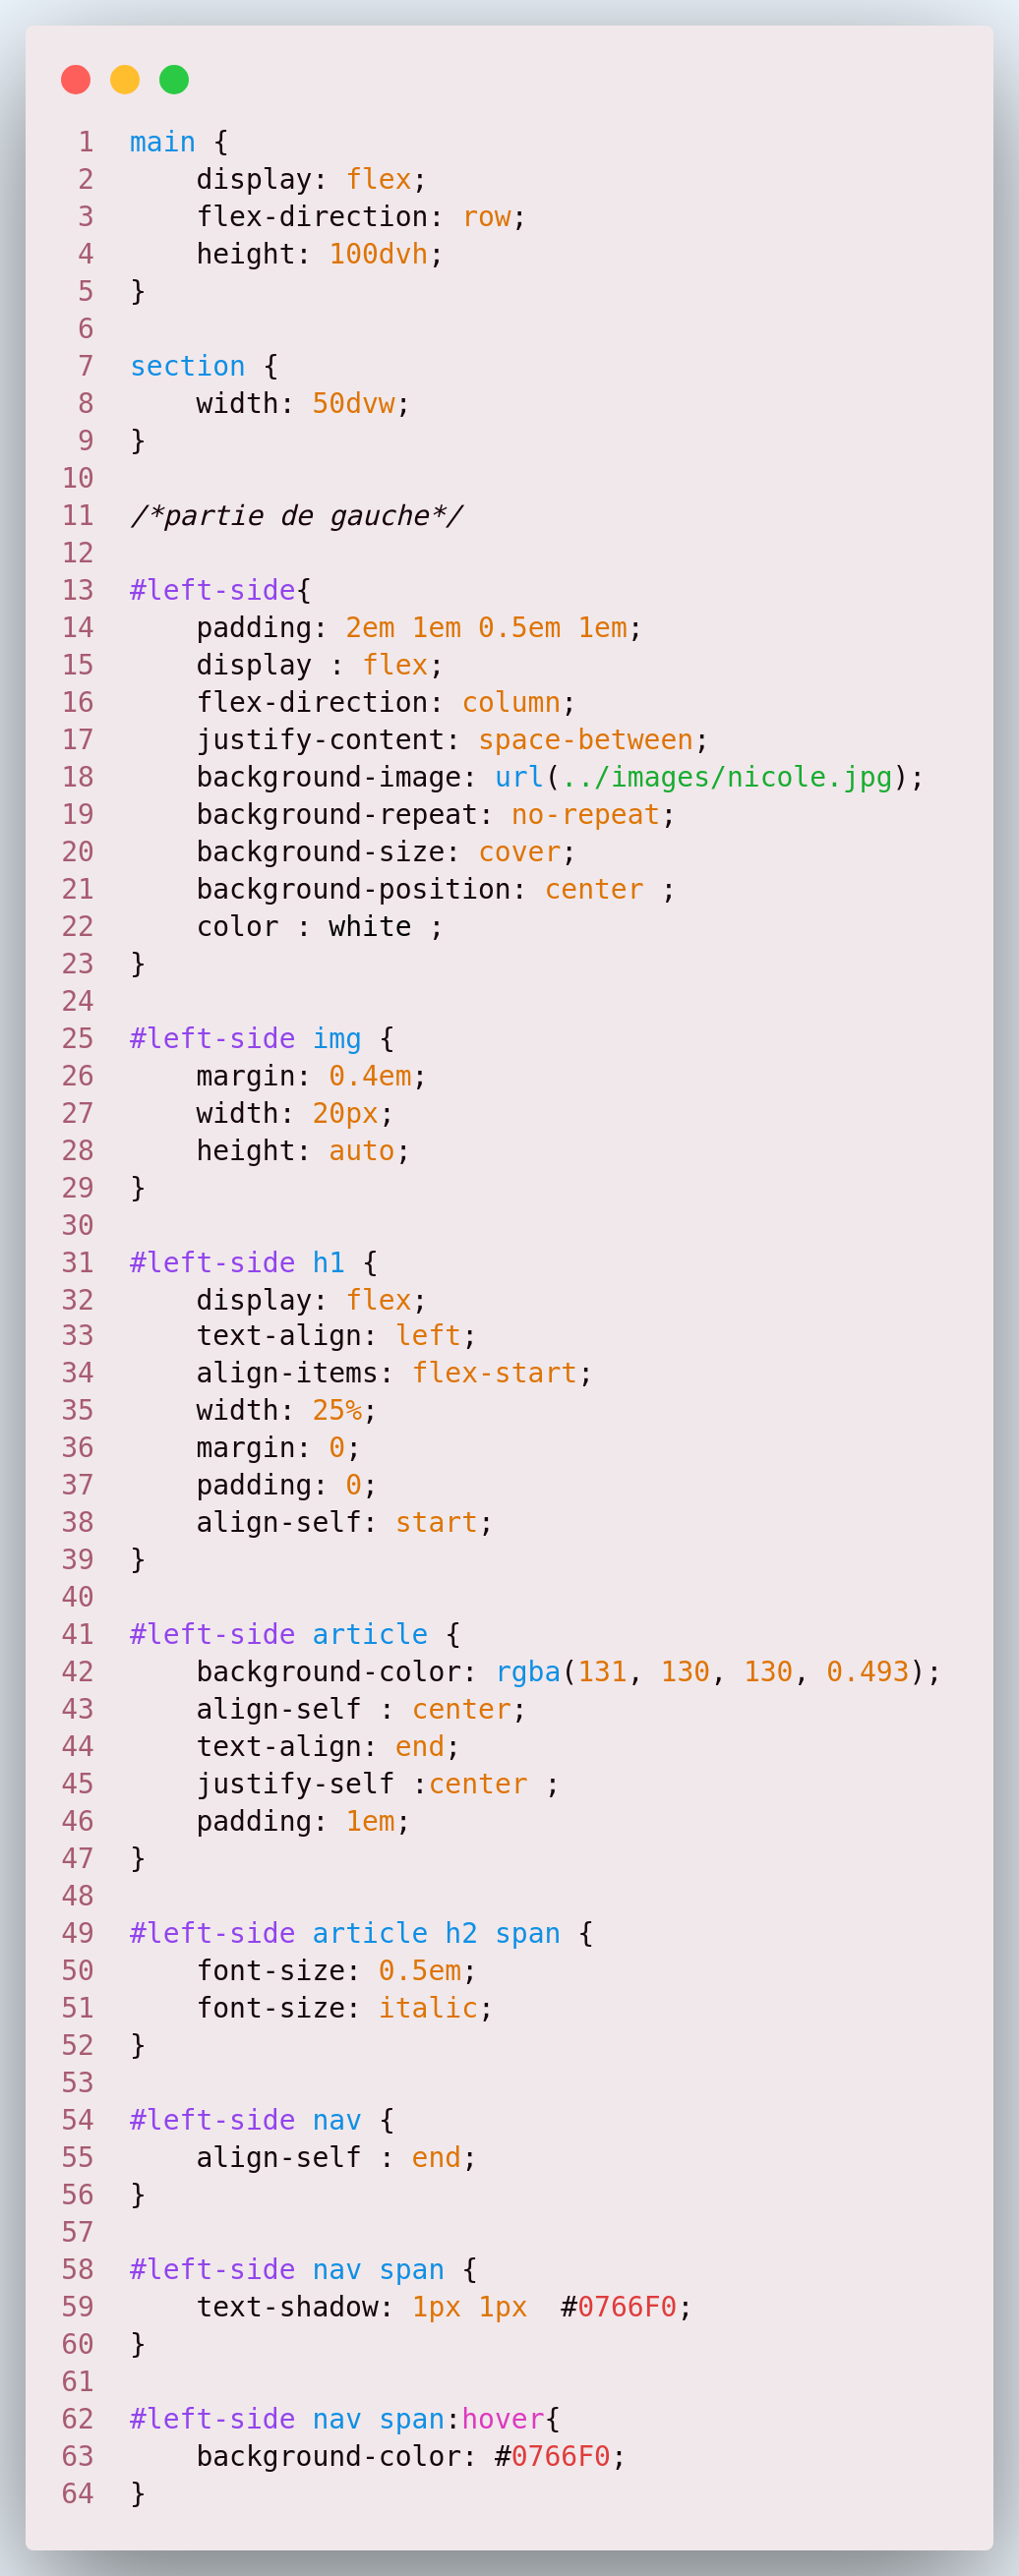 1 main {
2     display: flex;
3     flex-direction: row;
4     height: 100dvh;
5 }
6
7 section {
8     width: 50dvw;
9 }
10
11 /*partie de gauche*/
12
13 #left-side{
14     padding: 2em 1em 0.5em 1em;
15     display : flex;
16     flex-direction: column;
17     justify-content: space-between;
18     background-image: url(../images/nicole.jpg);
19     background-repeat: no-repeat;
20     background-size: cover;
21     background-position: center ;
22     color : white ;
23 }
24
25 #left-side img {
26     margin: 0.4em;
27     width: 20px;
28     height: auto;
29 }
30
31 #left-side h1 {
32     display: flex;
33     text-align: left;
34     align-items: flex-start;
35     width: 25%;
36     margin: 0;
37     padding: 0;
38     align-self: start;
39 }
40
41 #left-side article {
42     background-color: rgba(131, 130, 130, 0.493);
43     align-self : center;
44     text-align: end;
45     justify-self :center ;
46     padding: 1em;
47 }
48
49 #left-side article h2 span {
50     font-size: 0.5em;
51     font-size: italic;
52 }
53
54 #left-side nav {
55     align-self : end;
56 }
57
58 #left-side nav span {
59     text-shadow: 1px 1px  #0766F0;
60 }
61
62 #left-side nav span:hover{
63     background-color: #0766F0;
64 }